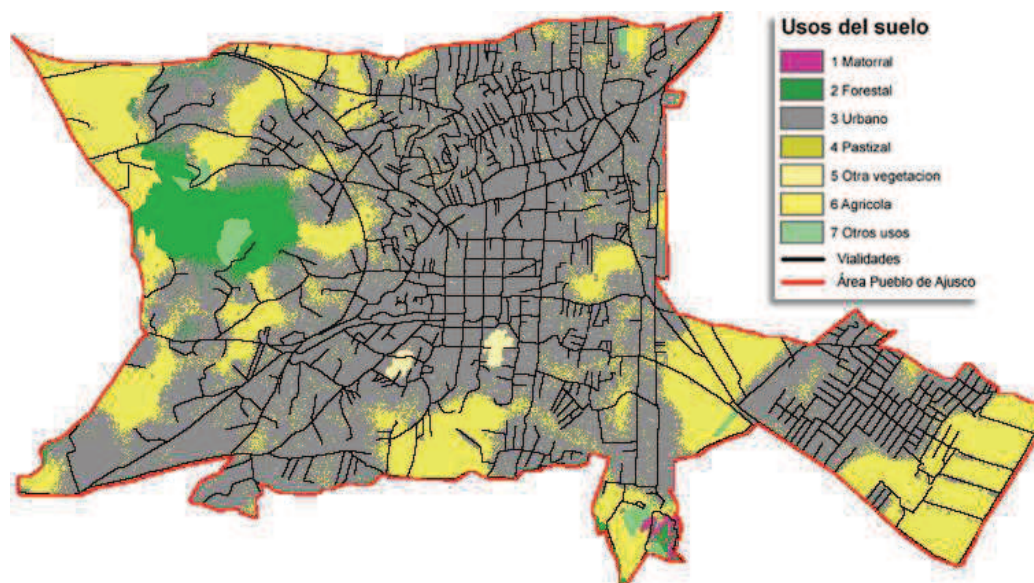 Usos del suelo
1 Matorral
2 Forestal
3 Urbano
4 Pastizal
5 Otra vegetacion
6 Agricola
7 Otros usos
Vialidades
Área Pueblo de Ajusco